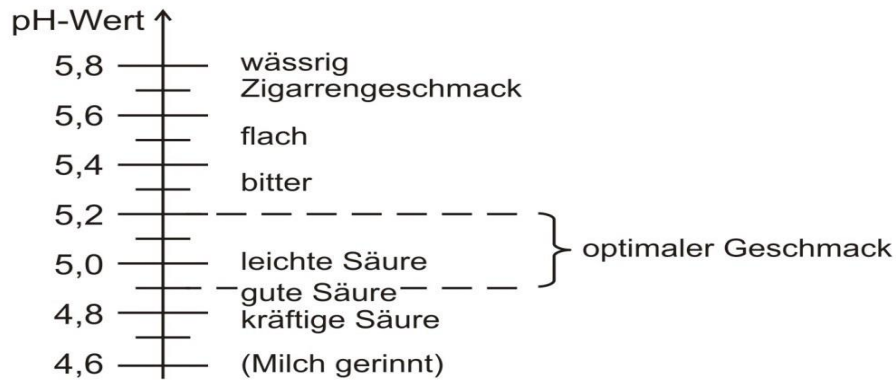 pH-Wert
5,8 wässrig
Zigarrengeschmack
5,6
flach
5,4
bitter
5,2
optimaler Geschmack
5,0 leichte Säure
gute Säure
4,8 kräftige Säure
4,6 (Milch gerinnt)